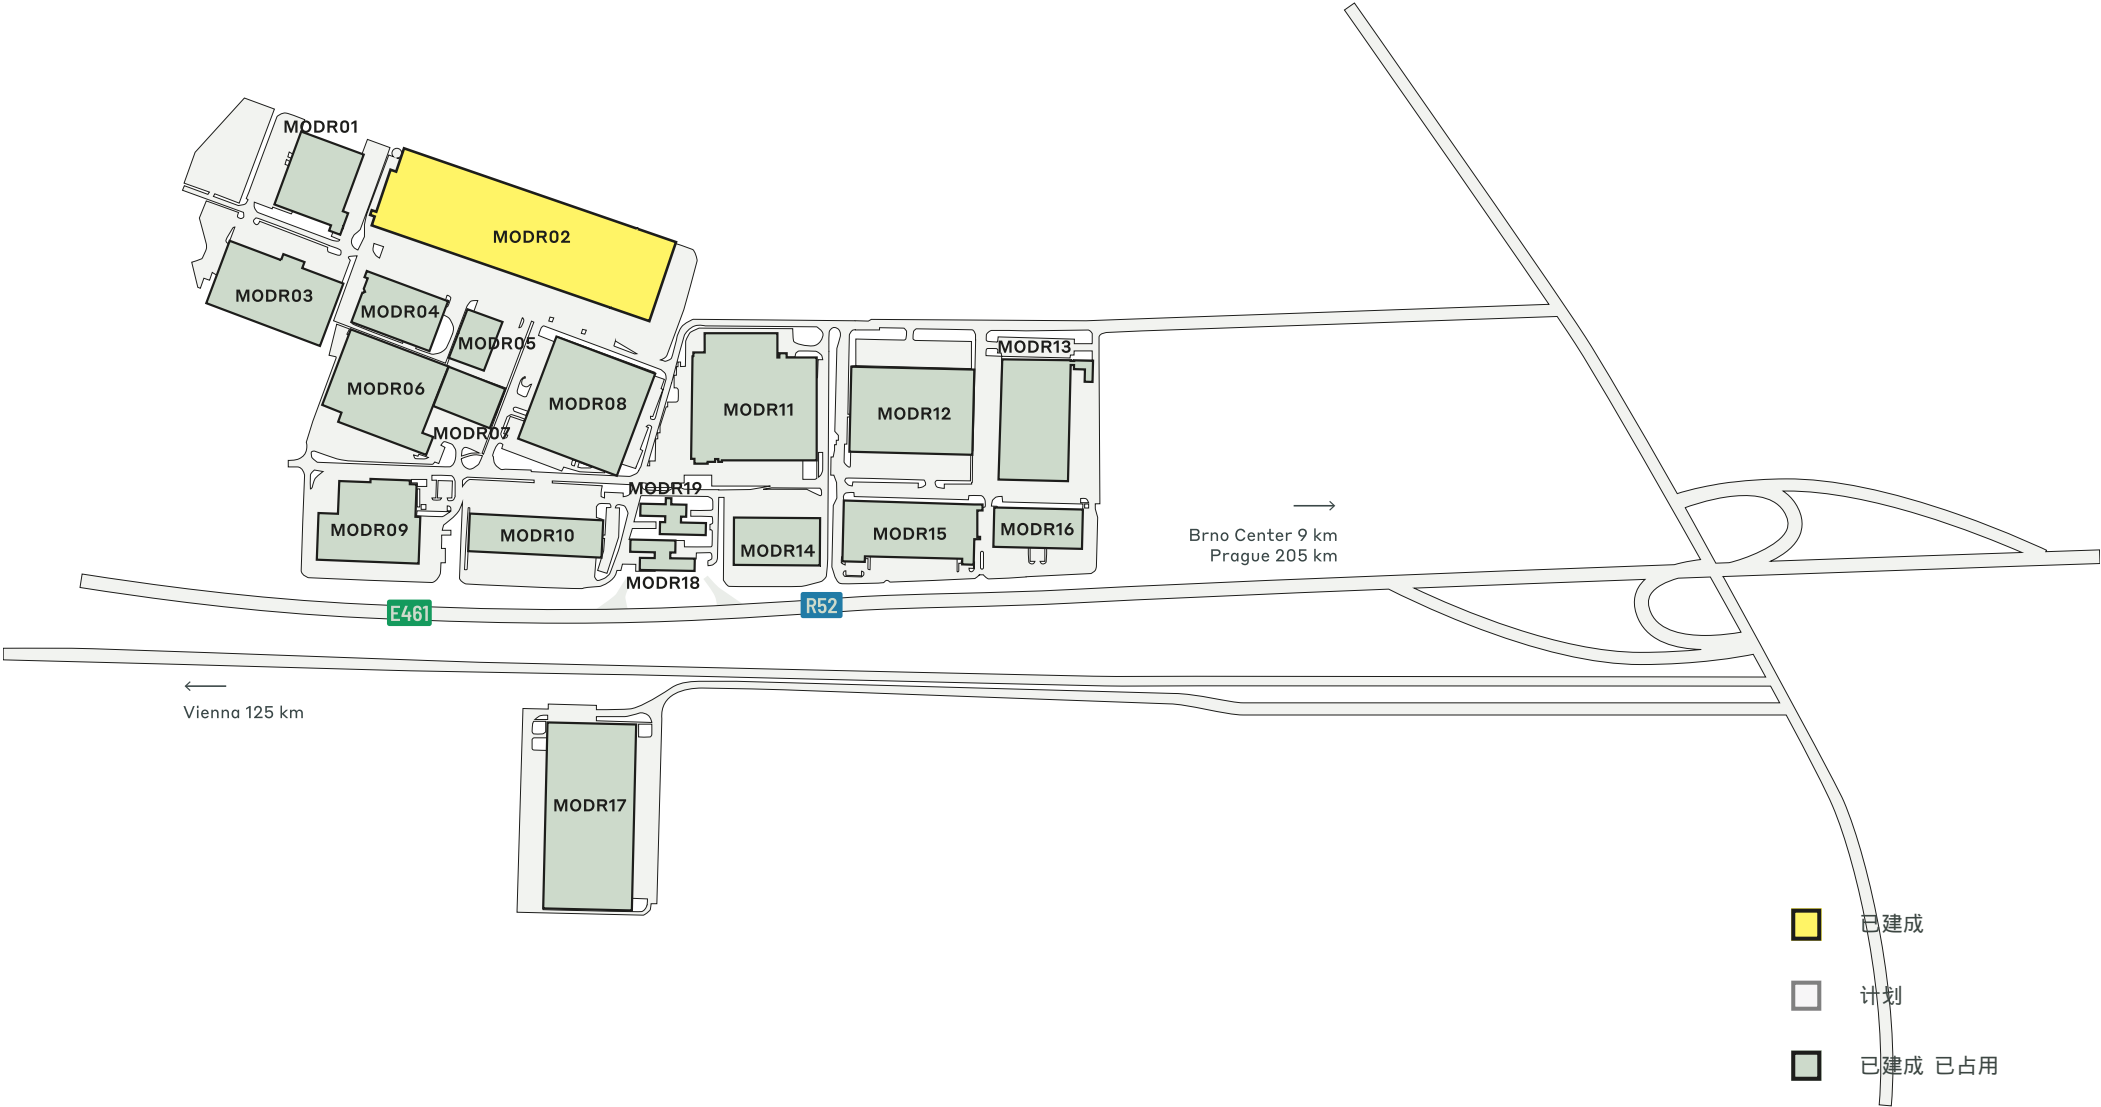 MODR01
MODR02
MODR03
MODR04
MODR05
MODR06
MODR07
MODR08
MODR11
MODR12
MODR13
MODR09
MODR10
MODR19
MODR14
MODR15
MODR16
MODR18
Brno Center 9 km
Prague 205 km
E461
R52
Vienna 125 km
MODR17
已建成
计划
已建成 已占用